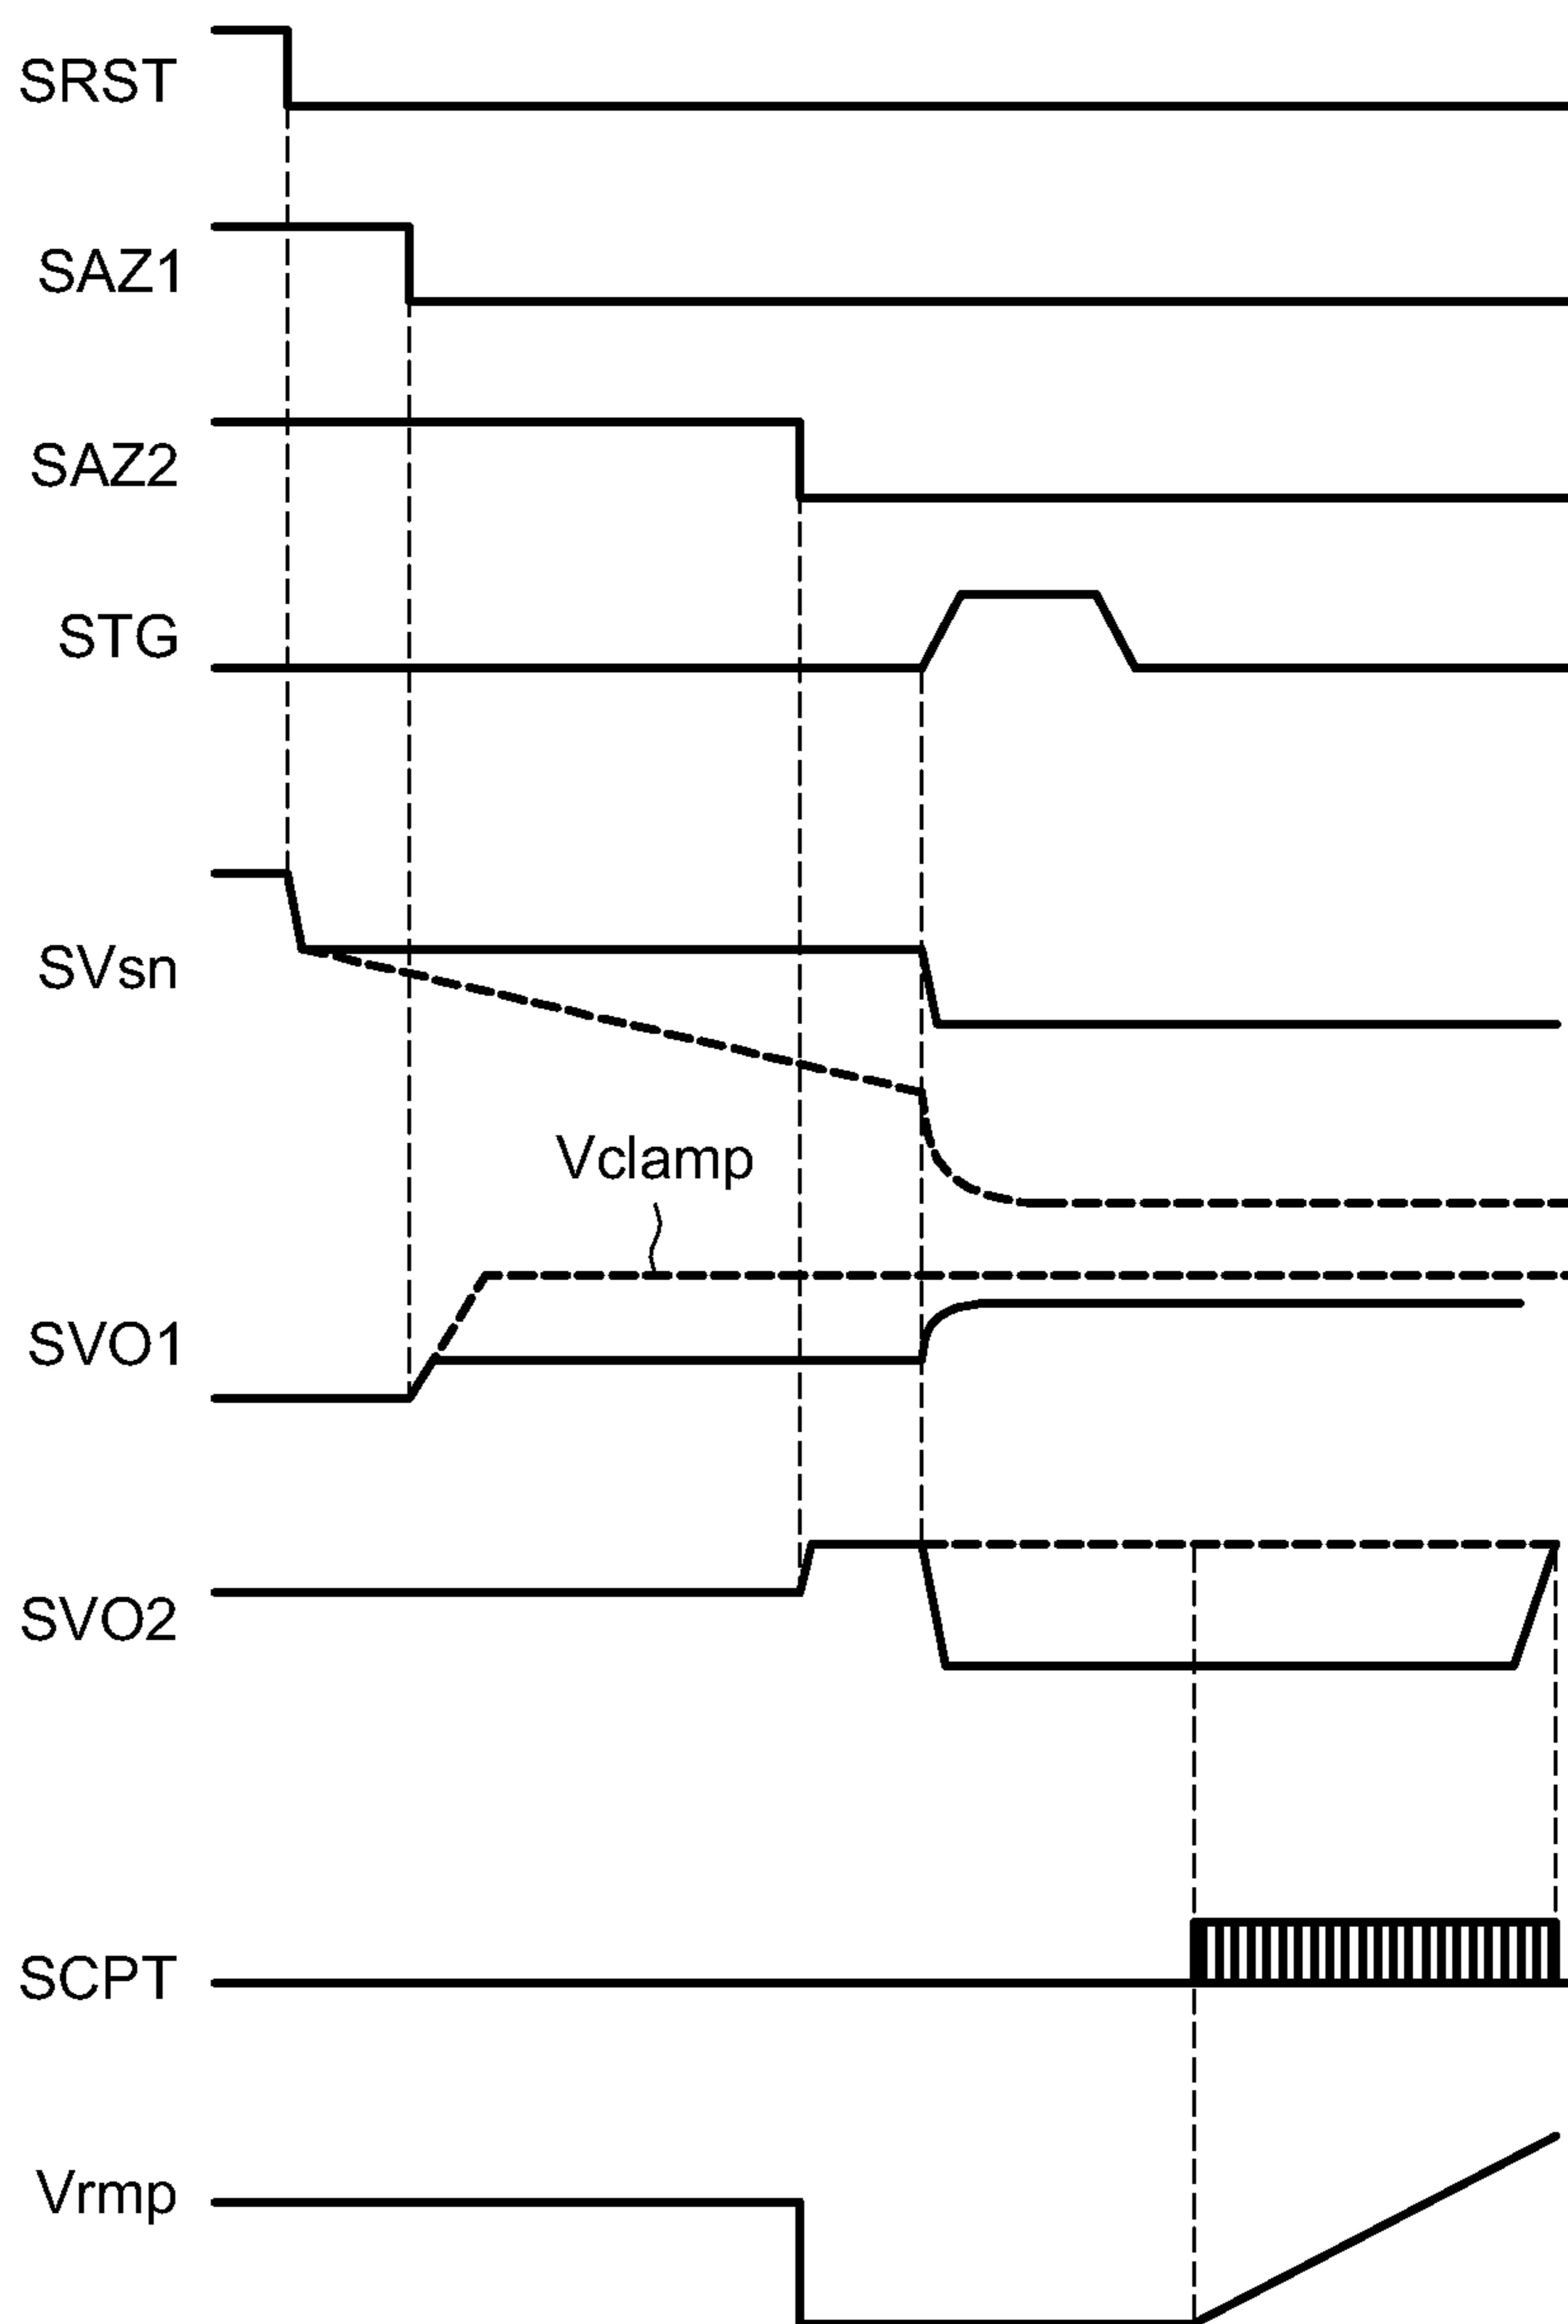 SRST
SAZ1
SAZ2
STG
SVsn
Vclamp
SVO1
SVO2
SCPT
Vrmp